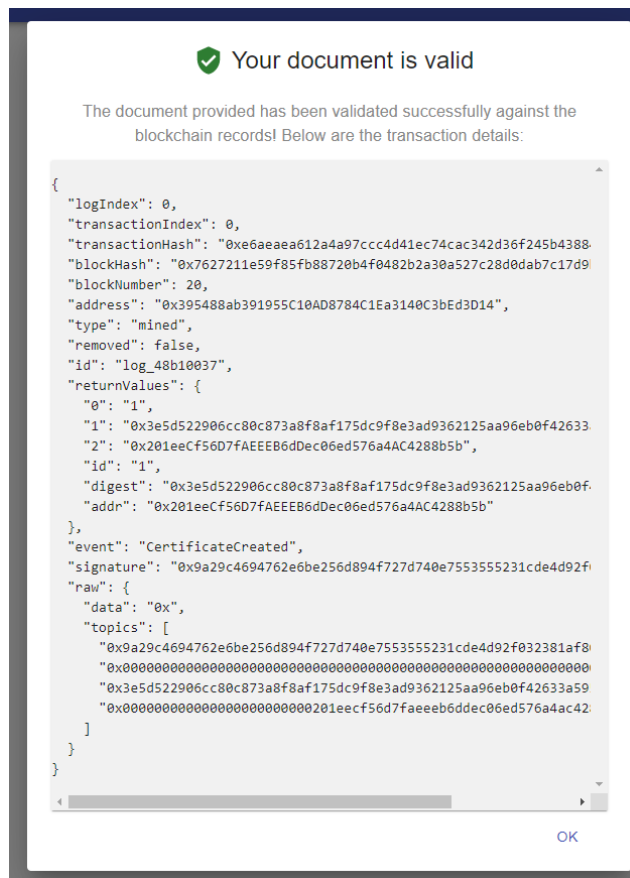 Your document is valid
The document provided has been validated successfully against the
blockchain records! Below are the transaction details:
{
"logIndex": 0,
"transactionIndex": 0,
"transactionHash": "0xe6aeaea612a4a97ccc4d41ec74cac342d36f245b4388
"blockHash": "0x7627211e59f85fb88720b4f0482b2a30a527c28d0dab7c17d9
"blockNumber": 20,
"address": "0x395488ab391955C10AD8784C1Ea3140C3bEd3D14",
"type": "mined",
"removed": false,
"id": "log_48b10037",
"returnValues": {
"0": "1",
"1": "0x3e5d522906cc80c873a8f8af175dc9f8e3ad9362125aa96eb0f42633
"2": "0x201eeCf56D7fAEEEB6dDec06ed576a4AC4288b5b",
"id": "1",
"digest": "0x3e5d522906cc80c873a8f8af175dc9f8e3ad9362125aa96eb0f
"addr": "0x201eeCf56D7fAEEEB6dDec06ed576a4AC4288b5b"
},
"event": "CertificateCreated",
"signature": "0x9a29c4694762e6be256d894f727d740e7553555231cde4d92f
"raw": {
"data": "0x",
"topics": [
"0x9a29c4694762e6be256d894f727d740e7553555231cde4d92f032381af8
"0x000000000000000000000000000000000000000000000000000000000
"0x3e5d522906cc80c873a8f8af175dc9f8e3ad9362125aa96eb0f42633a59
"0x000000000000000000000000201eecf56d7faeeeb6ddec06ed576a4ac42
]
}
}
OK